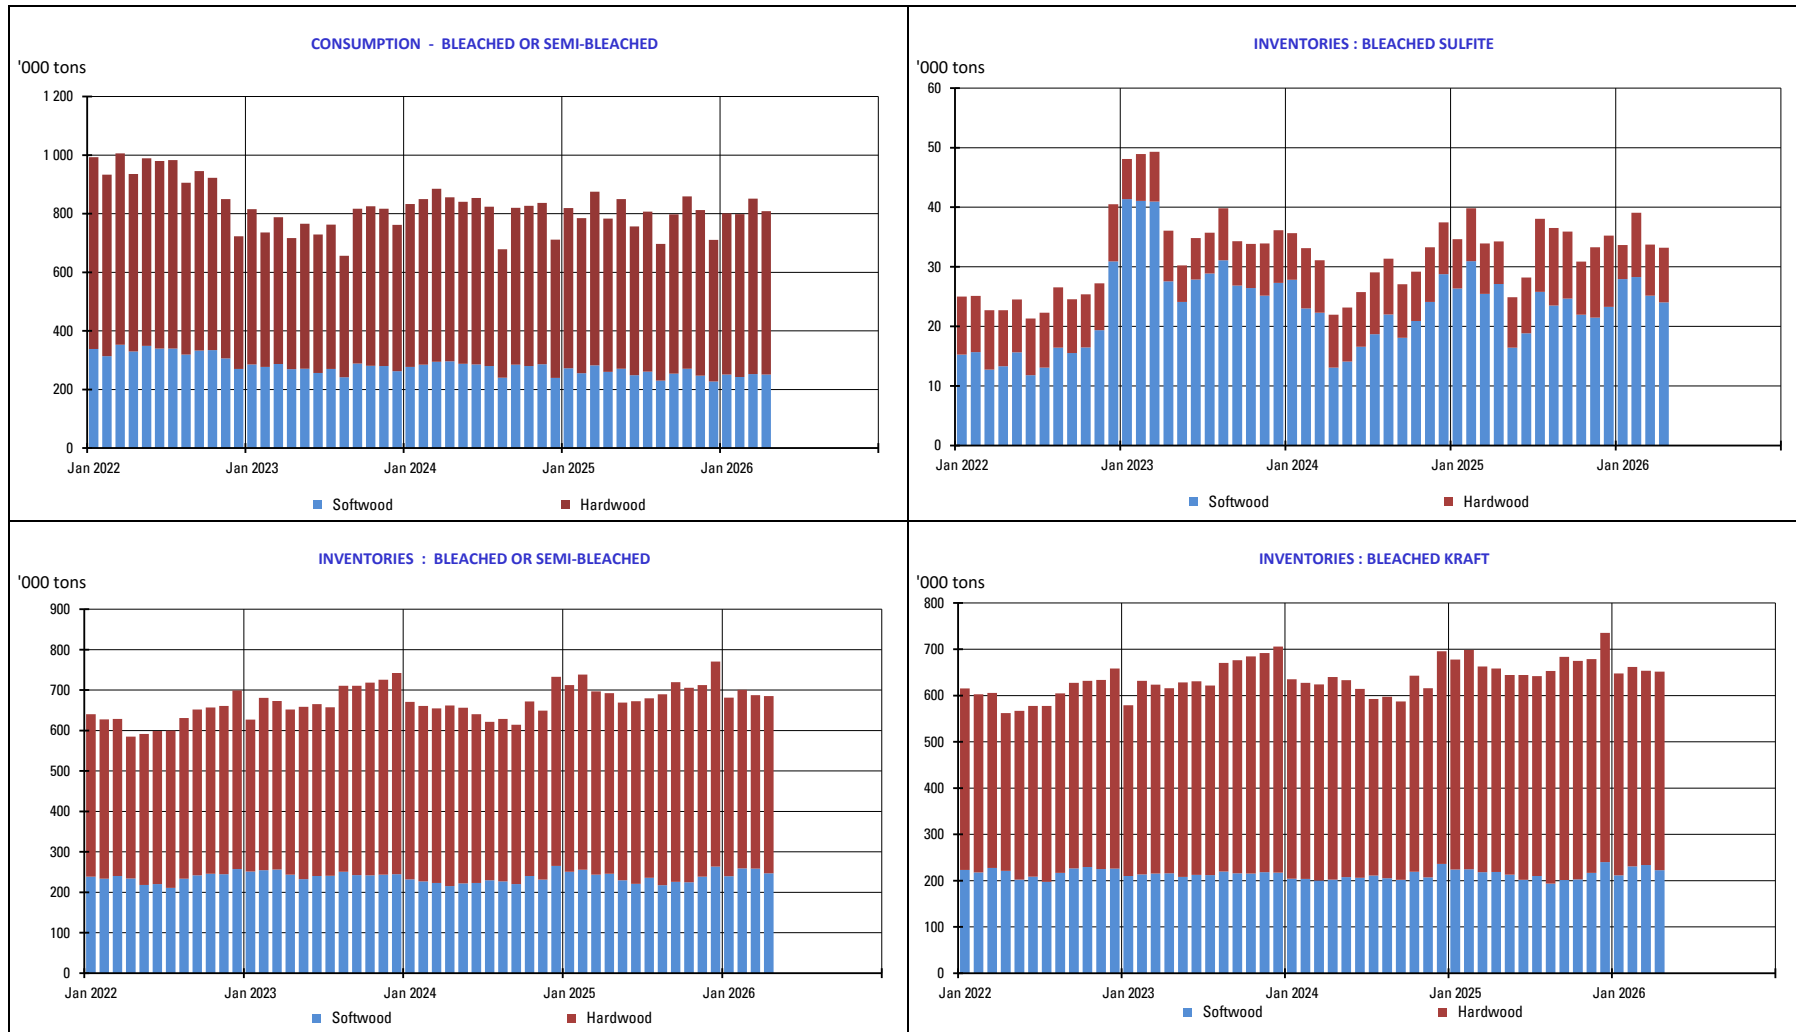 CONSUMPTION - BLEACHED OR SEMI-BLEACHED
'000 tons
1 200
1 000
800
600
400
200
0
Jan 2022 Jan 2023 Jan 2024 Jan 2025 Jan 2026
Softwood Hardwood
INVENTORIES : BLEACHED SULFITE
'000 tons
60
50
40
30
20
10
0
Jan 2022 Jan 2023 Jan 2024 Jan 2025 Jan 2026
Softwood Hardwood
INVENTORIES : BLEACHED OR SEMI-BLEACHED
'000 tons
900
800
700
600
500
400
300
200
100
0
Jan 2022 Jan 2023 Jan 2024 Jan 2025 Jan 2026
Softwood Hardwood
INVENTORIES : BLEACHED KRAFT
'000 tons
800
700
600
500
400
300
200
100
0
Jan 2022 Jan 2023 Jan 2024 Jan 2025 Jan 2026
Softwood Hardwood